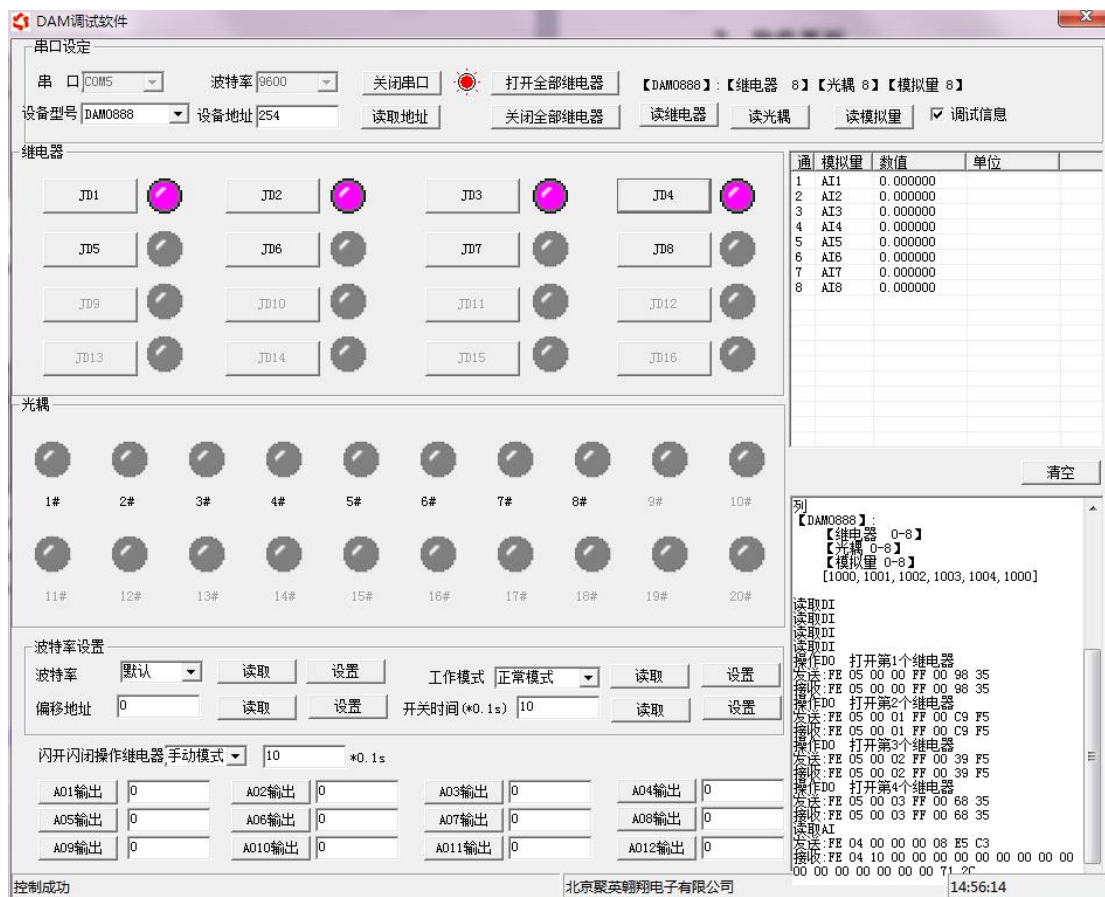 DAM调试软件
串口设定
串 口 COM5 波特率 9600 关闭串口 打开全部继电器 【DAM0888】:【继电器 8】【光耦 8】【模拟量 8】
设备型号 DAM0888 设备地址 254 读取地址 关闭全部继电器 读继电器 读光耦 读模拟量 调试信息
继电器
JD1 JD2 JD3 JD4
JD5 JD6 JD7 JD8
JD9 JD10 JD11 JD12
JD13 JD14 JD15 JD16
通 模拟量 数值 单位
1 AI1 0.000000
2 AI2 0.000000
3 AI3 0.000000
4 AI4 0.000000
5 AI5 0.000000
6 AI6 0.000000
7 AI7 0.000000
8 AI8 0.000000
光耦
1# 2# 3# 4# 5# 6# 7# 8# 9# 10#
11# 12# 13# 14# 15# 16# 17# 18# 19# 20#
清空
列
【DAM0888】:
【继电器 0-8】
【光耦 0-8】
【模拟量 0-8】
[1000, 1001, 1002, 1003, 1004, 1000]
读取DI
读取DI
读取DI
读取DI
操作DO 打开第1个继电器
发送:FE 05 00 00 FF 00 98 35
接收:FE 05 00 00 FF 00 98 35
操作DO 打开第2个继电器
发送:FE 05 00 01 FF 00 C9 F5
接收:FE 05 00 01 FF 00 C9 F5
操作DO 打开第3个继电器
发送:FE 05 00 02 FF 00 39 F5
接收:FE 05 00 02 FF 00 39 F5
操作DO 打开第4个继电器
发送:FE 05 00 03 FF 00 68 35
接收:FE 05 00 03 FF 00 68 35
读取AI
发送:FE 04 00 00 00 08 E5 C3
接收:FE 04 10 00 00 00 00 00 00 00 00 00
00 00 00 00 00 00 00 71 2C
波特率设置
波特率 默认 读取 设置 工作模式 正常模式 读取 设置
偏移地址 0 读取 设置 开关时间(*0.1s) 10 读取 设置
闪开闪闭操作继电器 手动模式 10 *0.1s
AO1输出 0 AO2输出 0 AO3输出 0 AO4输出 0
AO5输出 0 AO6输出 0 AO7输出 0 AO8输出 0
AO9输出 0 AO10输出 0 AO11输出 0 AO12输出 0
控制成功 北京聚英翱翔电子有限公司 14:56:14